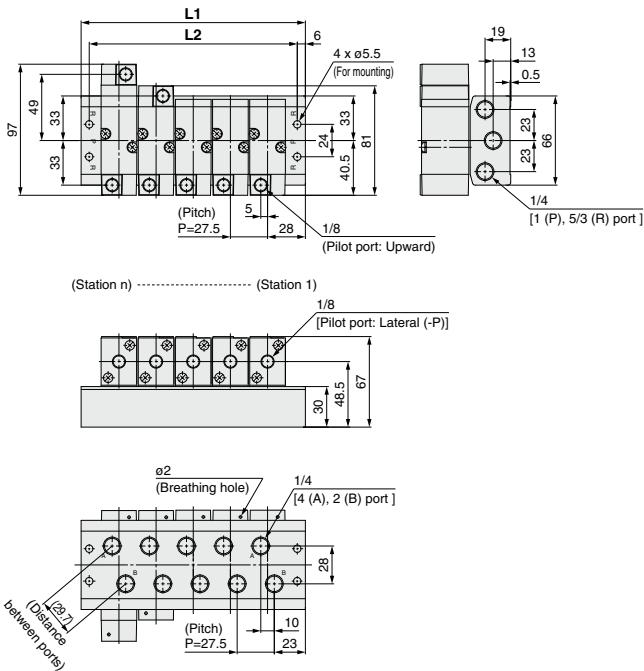 L1
L2
6
4 x ø5.5
(For mounting)
19
13
0.5
97
49
33
33
R
P
R
R
P
R
33
24
40.5
81
23
23
66
(Pitch)
P=27.5
5
28
1/8
(Pilot port: Upward)
1/4
[1 (P), 5/3 (R) port ]
(Station n) ---------------------- (Station 1)
1/8
[Pilot port: Lateral (-P)]
30
48.5
67
ø2
(Breathing hole)
1/4
[4 (A), 2 (B) port ]
A
B
A
B
28
(29.7)
(Distance
between ports)
(Pitch)
P=27.5
10
23